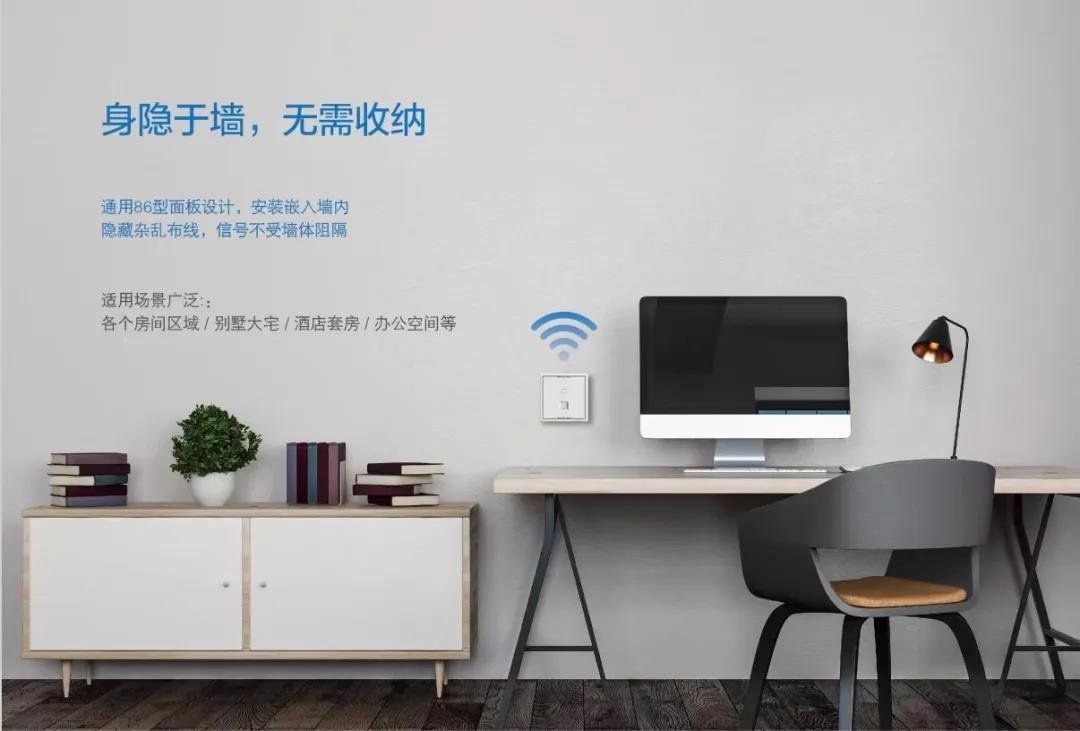 身隐于墙，无需收纳
通用86型面板设计，安装嵌入墙内
隐藏杂乱布线，信号不受墙体阻隔
适用场景广泛：:
各个房间区域 / 别墅大宅 / 酒店套房 / 办公空间等